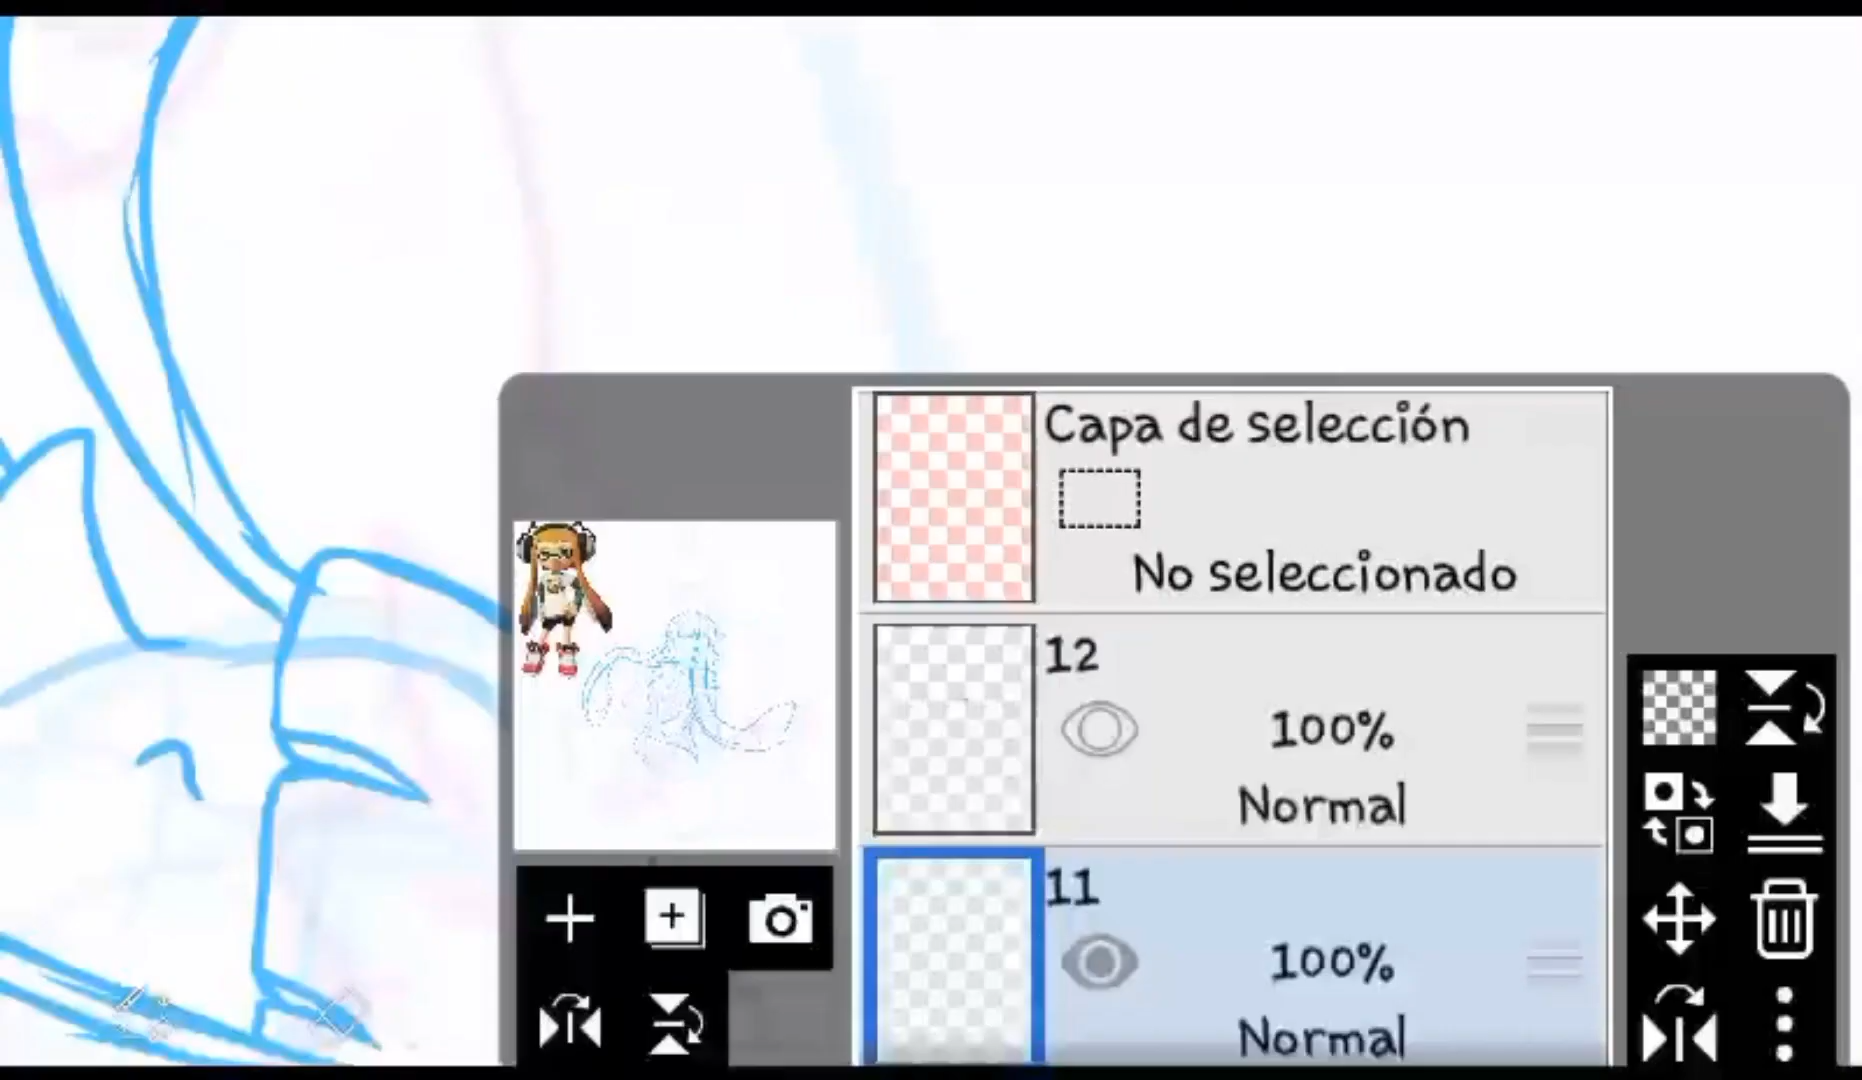 Capa de selección
No seleccionado
12
100%
Normal
11
100%
Normal